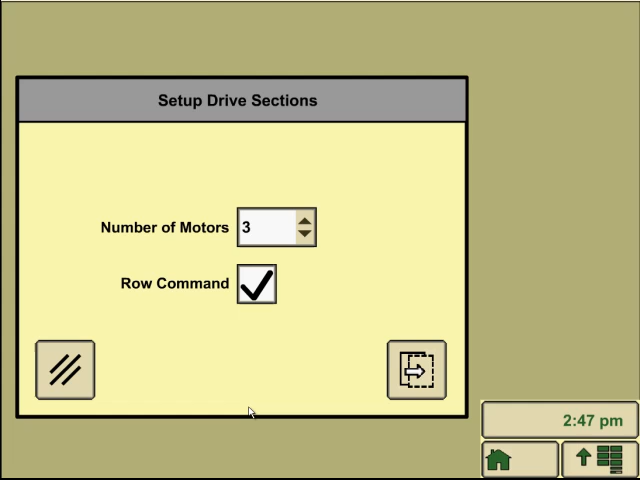 Setup Drive Sections
Number of Motors 3
Row Command
2:47 pm